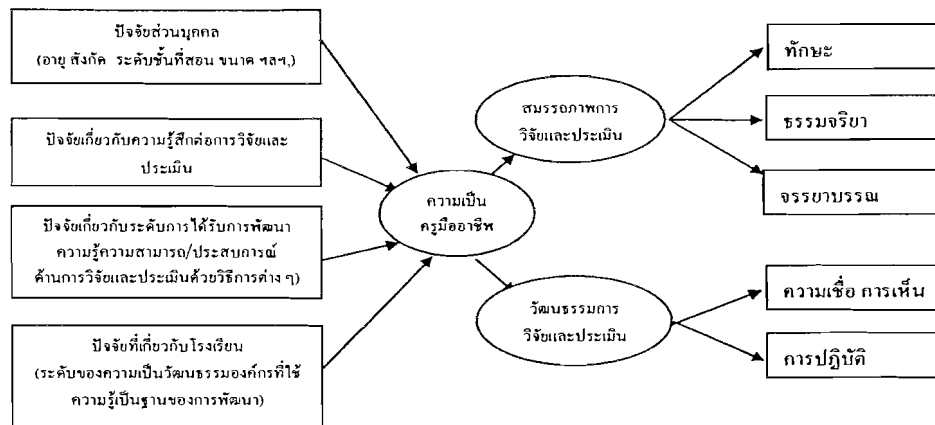 ปัจจัยส่วนบุคคล
(อายุ สังกัด ระดับชั้นที่สอน ขนาด ฯลฯ,)
ปัจจัยเกี่ยวกับความรู้สึกต่อการวิจัยและ
ประเมิน
ปัจจัยเกี่ยวกับระดับการได้รับการพัฒนา
ความรู้ความสามารถ/ประสบการณ์
ด้านการวิจัยและประเมินด้วยวิธีการต่าง ๆ)
ปัจจัยที่เกี่ยวกับโรงเรียน
(ระดับของความเป็นวัฒนธรรมองค์กรที่ใช้
ความรู้เป็นฐานของการพัฒนา)
ความเป็น
ครูมืออาชีพ
สมรรถภาพการ
วิจัยและประเมิน
วัฒนธรรมการ
วิจัยและประเมิน
ทักษะ
ธรรมจริยา
จรรยาบรรณ
ความเชื่อ การเห็น
การปฏิบัติ